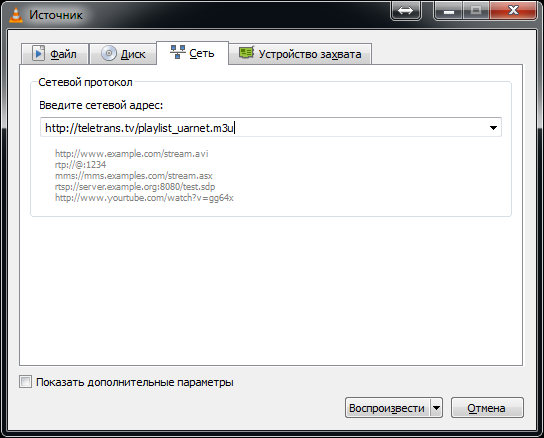 Источник
Файл
Диск
Сеть
Устройство захвата
Сетевой протокол
Введите сетевой адрес:
http://teletrans.tv/playlist_uarnet.m3u
http://www.example.com/stream.avi
rtp://@:1234
mms://mms.examples.com/stream.asx
rtsp://server.example.org:8080/test.sdp
http://www.yourtube.com/watch?v=gg64x
Показать дополнительные параметры
Воспроизвести
Отмена